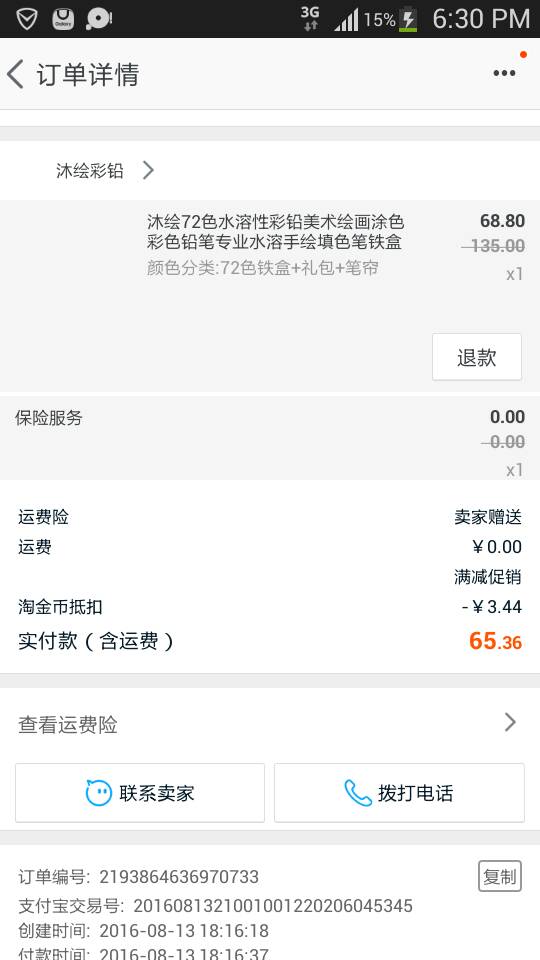 3G 15% 6:30 PM
订单详情
沐绘彩铅
沐绘72色水溶性彩铅美术绘画涂色 68.80
彩色铅笔专业水溶手绘填色笔铁盒 135.00
颜色分类:72色铁盒+礼包+笔帘 x1
退款
保险服务 0.00
0.00
x1
运费险 卖家赠送
运费 ¥0.00
满减促销
淘金币抵扣 -¥3.44
实付款（含运费） 65.36
查看运费险
联系卖家 拨打电话
订单编号: 2193864636970733 复制
支付宝交易号: 2016081321001001220206045345
创建时间: 2016-08-13 18:16:18
付款时间: 2016-08-13 18:16:37